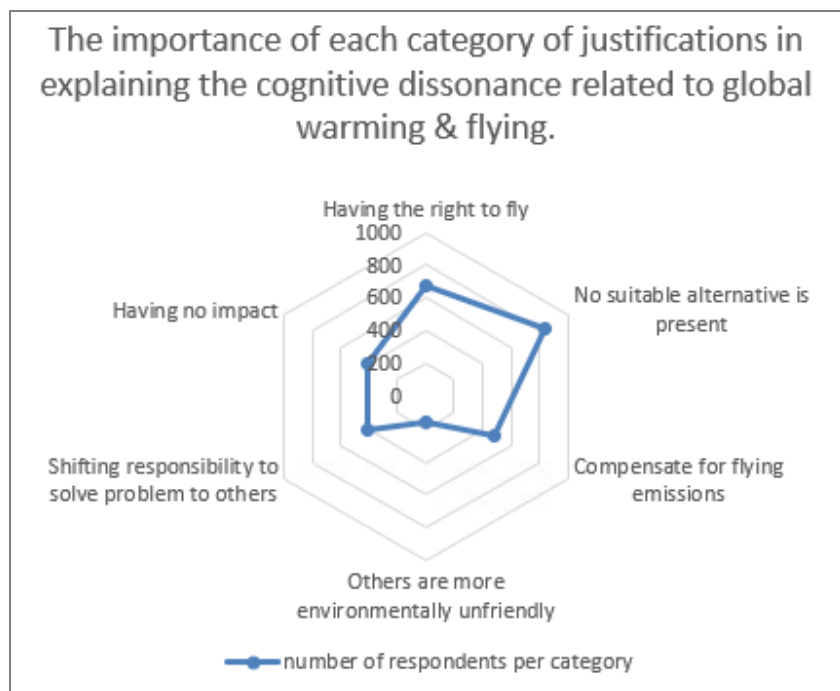 The importance of each category of justifications in
explaining the cognitive dissonance related to global
warming & flying.
Having the right to fly
1000
800
600
400
200
0
No suitable alternative is
present
Compensate for flying
emissions
Others are more
environmentally unfriendly
Shifting responsibility to
solve problem to others
Having no impact
number of respondents per category